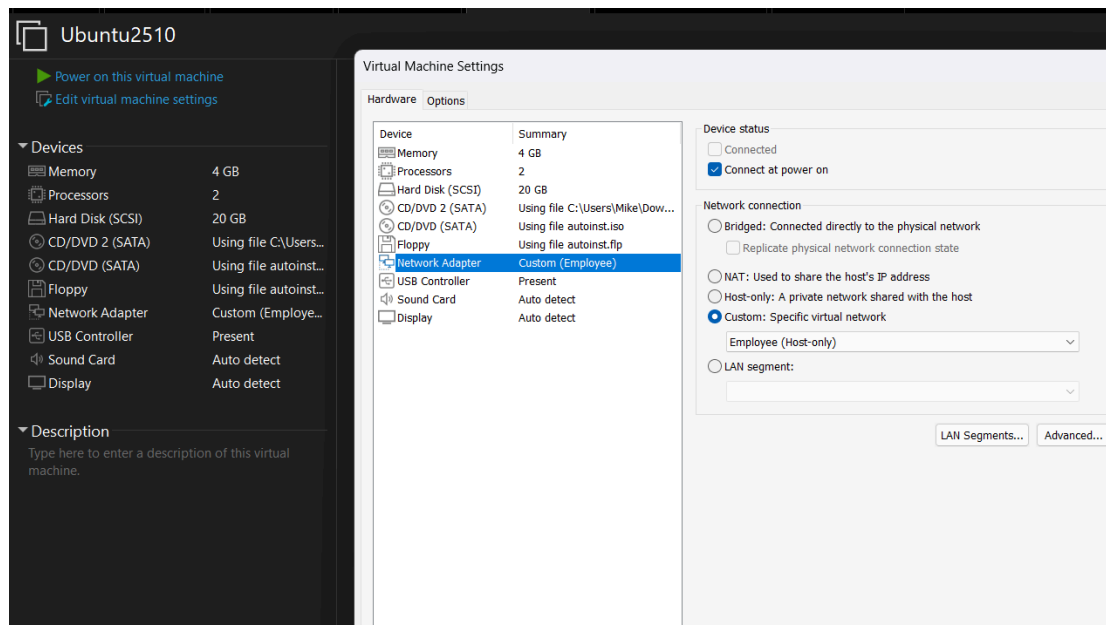 Ubuntu2510
Power on this virtual machine
Edit virtual machine settings
Devices
Memory 4 GB
Processors 2
Hard Disk (SCSI) 20 GB
CD/DVD 2 (SATA) Using file C:\Users...
CD/DVD (SATA) Using file autoinst...
Floppy Using file autoinst...
Network Adapter Custom (Employe...
USB Controller Present
Sound Card Auto detect
Display Auto detect
Description
Type here to enter a description of this virtual
machine.
Virtual Machine Settings
Hardware Options
Device Summary
Memory 4 GB
Processors 2
Hard Disk (SCSI) 20 GB
CD/DVD 2 (SATA) Using file C:\Users\Mike\Dow...
CD/DVD (SATA) Using file autoinst.iso
Floppy Using file autoinst.flp
Network Adapter Custom (Employee)
USB Controller Present
Sound Card Auto detect
Display Auto detect
Device status
Connected
Connect at power on
Network connection
Bridged: Connected directly to the physical network
Replicate physical network connection state
NAT: Used to share the host's IP address
Host-only: A private network shared with the host
Custom: Specific virtual network
Employee (Host-only)
LAN segment:
LAN Segments... Advanced...